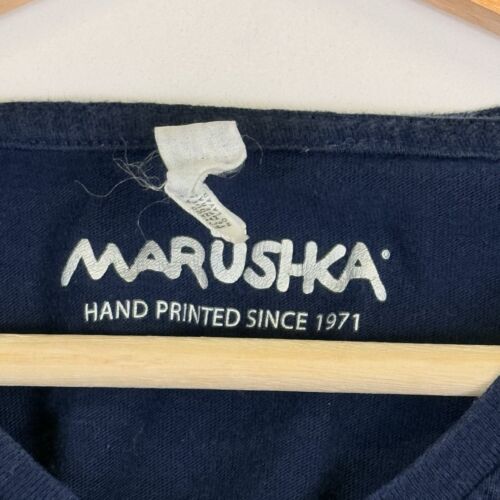 MARUSHKA®
HAND PRINTED SINCE 1971